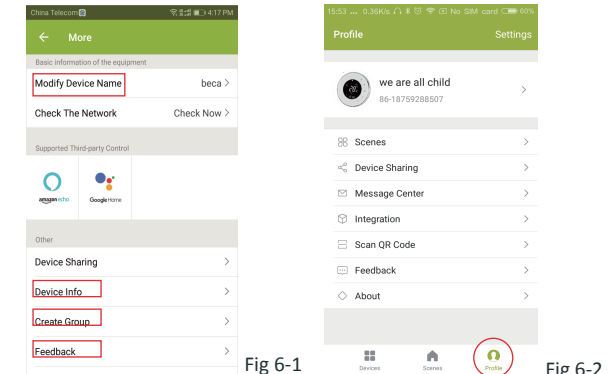 China Telecom 4:17 PM
More
Basic information of the equipment
Modify Device Name beca
Check The Network Check Now
Supported Third-party Control
amazon echo Google Home
Other
Device Sharing
Device Info
Create Group
Feedback
Fig 6-1
15:53 ... 0.36K/s No SIM card 60%
Profile Settings
we are all child
86-18759288507
Scenes
Device Sharing
Message Center
Integration
Scan QR Code
Feedback
About
Devices Scenes Profile
Fig 6-2